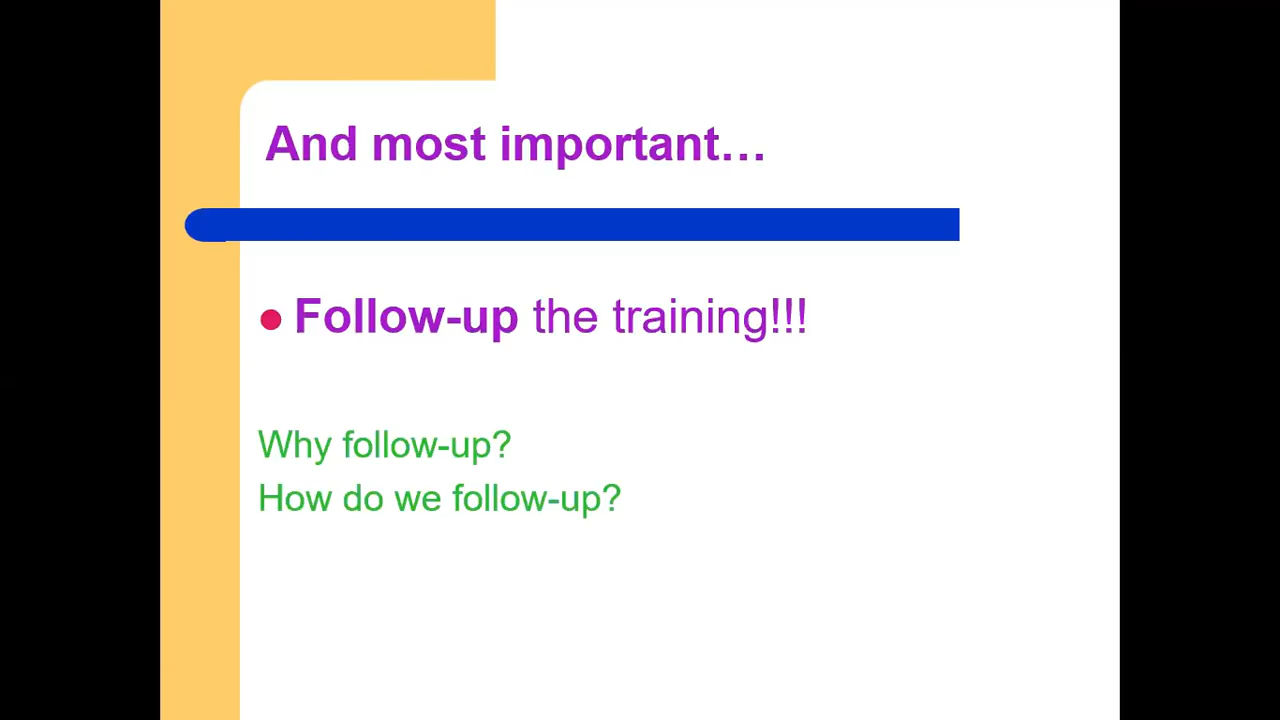 And most important…
Follow-up the training!!!
Why follow-up?
How do we follow-up?